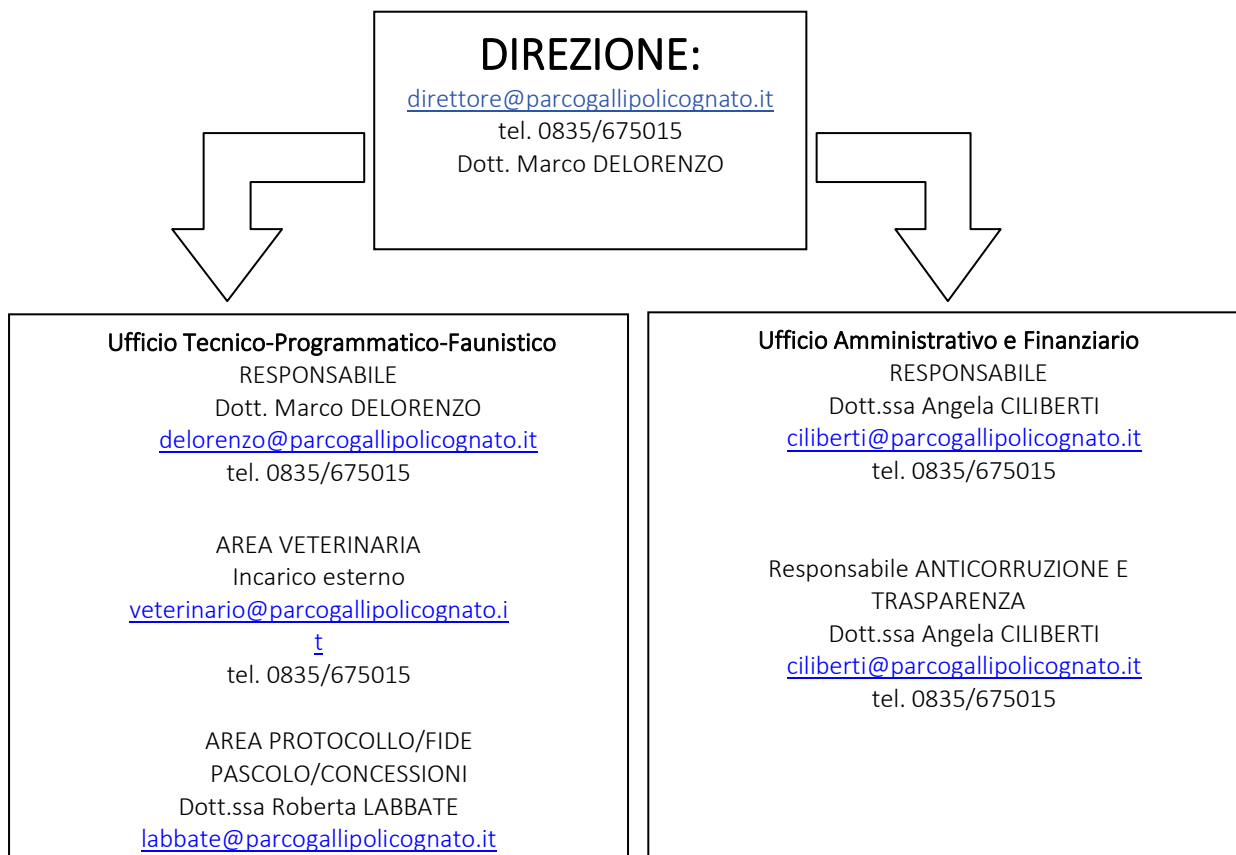 DIREZIONE:
direttore@parcogallipolicognato.it
tel. 0835/675015
Dott. Marco DELORENZO
Ufficio Tecnico-Programmatico-Faunistico
RESPONSABILE
Dott. Marco DELORENZO
delorenzo@parcogallipolicognato.it
tel. 0835/675015
AREA VETERINARIA
Incarico esterno
veterinario@parcogallipolicognato.i
t
tel. 0835/675015
AREA PROTOCOLLO/FIDE
PASCOLO/CONCESSIONI
Dott.ssa Roberta LABBATE
labbate@parcogallipolicognato.it
Ufficio Amministrativo e Finanziario
RESPONSABILE
Dott.ssa Angela CILIBERTI
ciliberti@parcogallipolicognato.it
tel. 0835/675015
Responsabile ANTICORRUZIONE E
TRASPARENZA
Dott.ssa Angela CILIBERTI
ciliberti@parcogallipolicognato.it
tel. 0835/675015